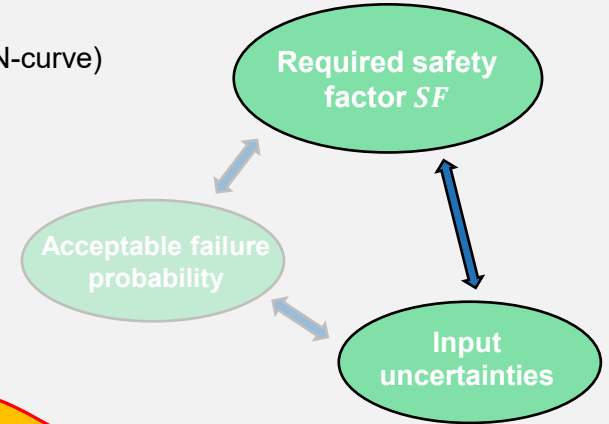 N-curve)
Required safety
factor SF
Acceptable failure
probability
Input
uncertainties